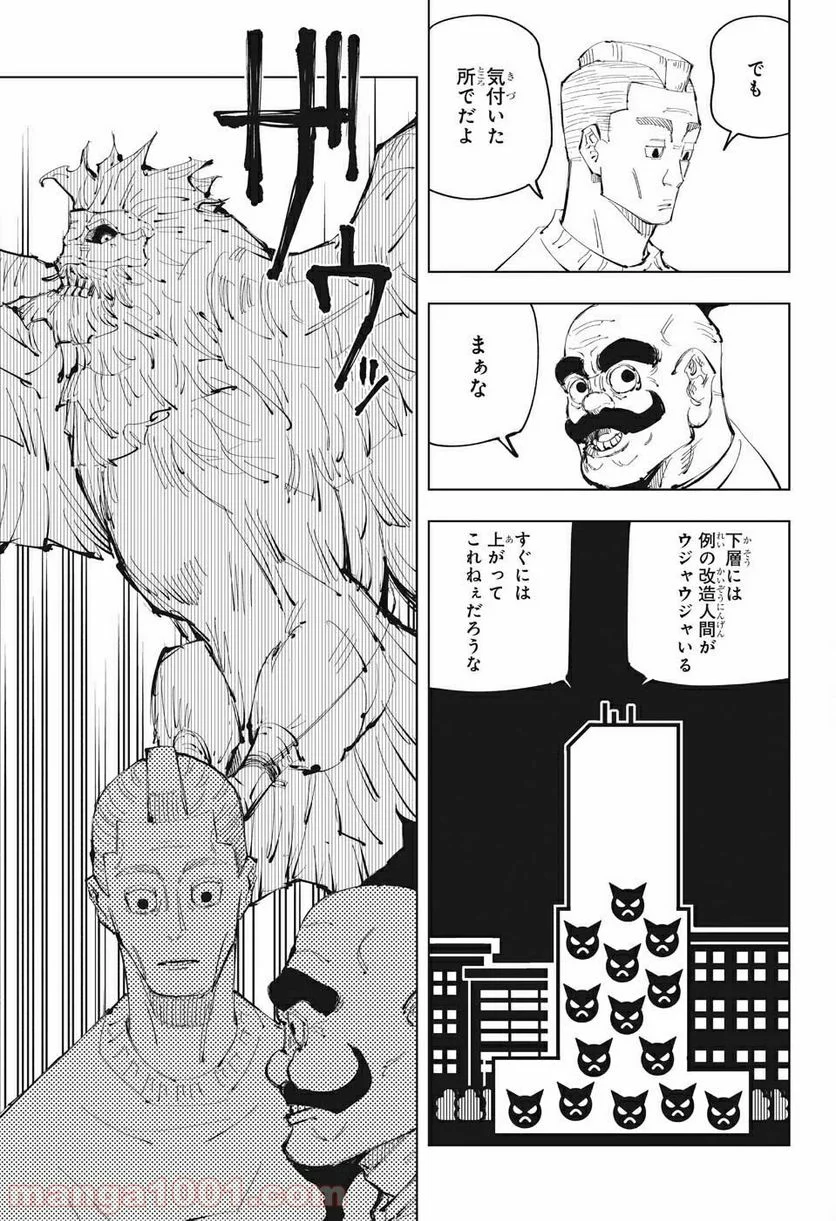 でも
気付いた
所でだよ
まぁな
下層には
例の改造人間が
ウジャウジャいる
すぐには
上がって
これねぇだろうな
ザウッ
manga1001.com